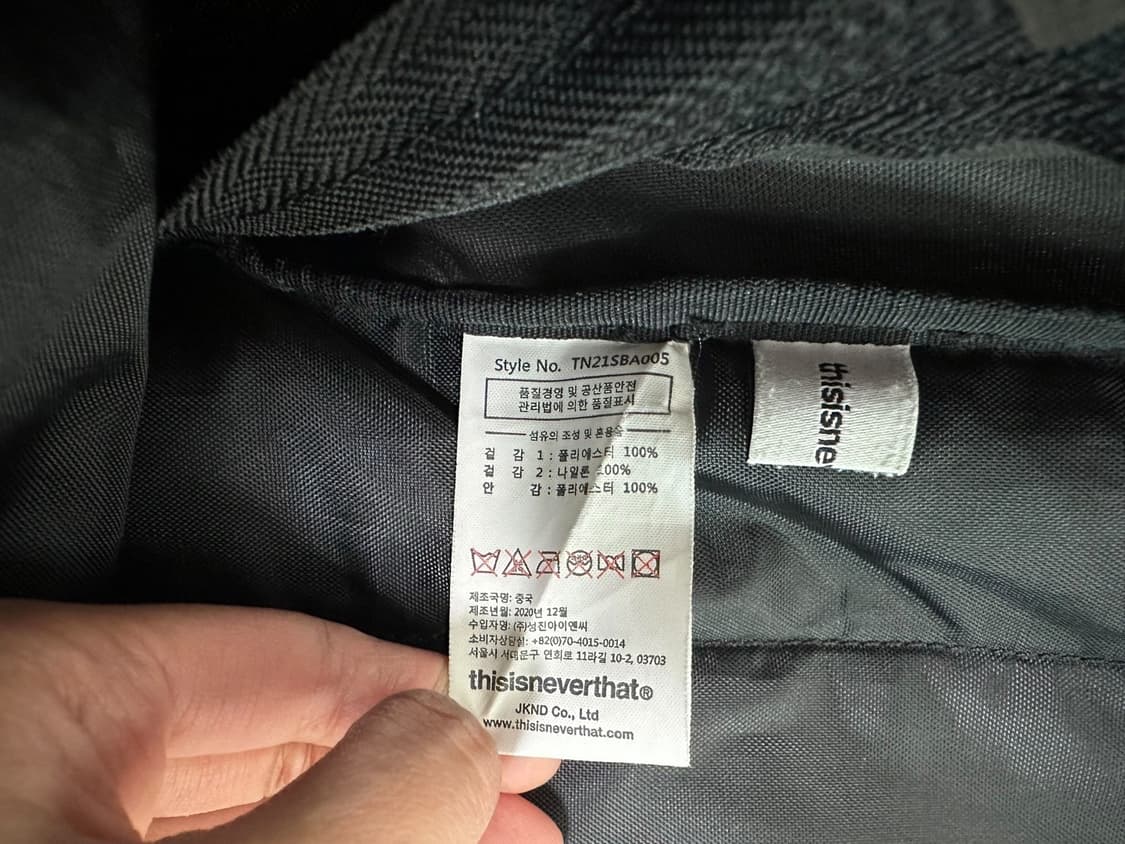 Style No. TN21SBA005
품질경영 및 공산품안전
관리법에 의한 품질표시
섬유의 조성 및 혼용율
겉 감 1 : 폴리에스터 100%
겉 감 2 : 나일론 100%
안 감 : 폴리에스터 100%
제조국명: 중국
제조년월: 2020년 12월
수입자명: (주)성진아이앤씨
소비자상담실: +82(0)70-4015-0014
서울시 서대문구 연희로 11라길 10-2, 03703
thisisneverthat®
JKND Co., Ltd
www.thisisneverthat.com
thisisne